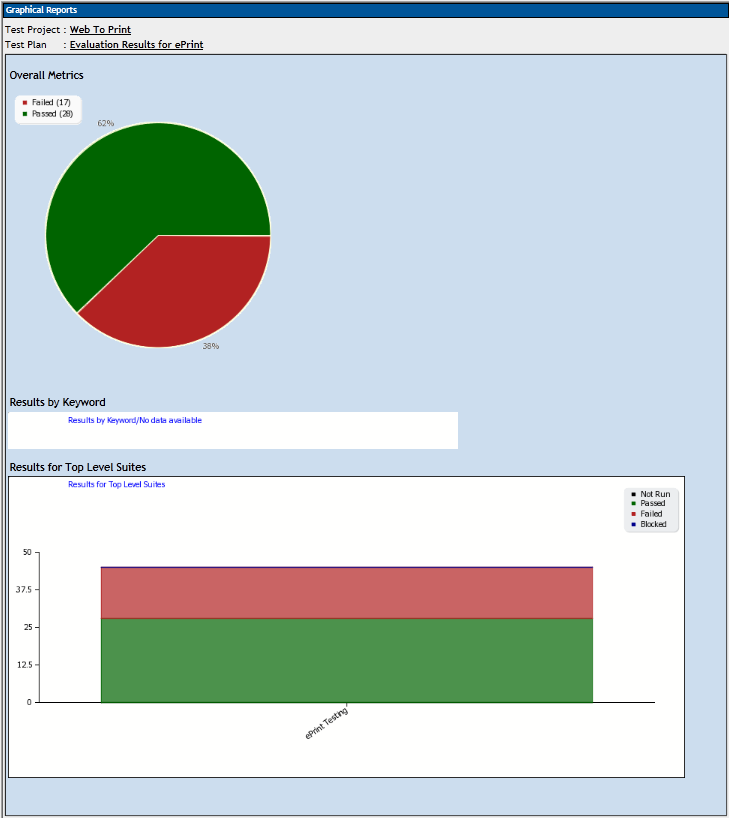 Graphical Reports
Test Project : Web To Print
Test Plan : Evaluation Results for ePrint
Overall Metrics
Failed (17)
Passed (28)
62%
38%
Results by Keyword
Results by Keyword/No data available
Results for Top Level Suites
Results for Top Level Suites
Not Run
Passed
Failed
Blocked
50
37.5
25
12.5
0
ePrint Testing